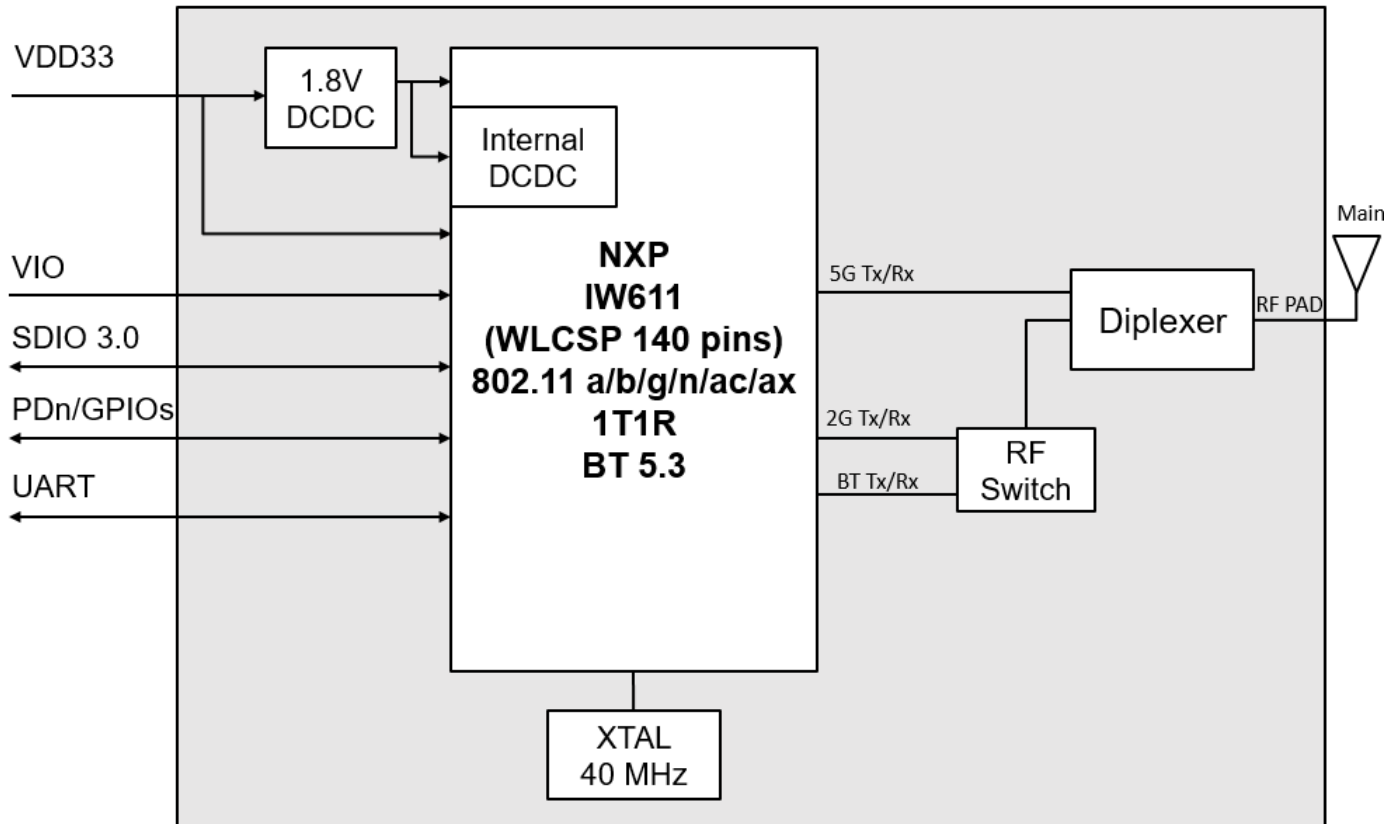 VDD33
1.8V
DCDC
Internal
DCDC
VIO
SDIO 3.0
PDn/GPIOs
UART
NXP
IW611
(WLCSP 140 pins)
802.11 a/b/g/n/ac/ax
1T1R
BT 5.3
5G Tx/Rx
2G Tx/Rx
BT Tx/Rx
Diplexer
RF PAD
Main
RF
Switch
XTAL
40 MHz